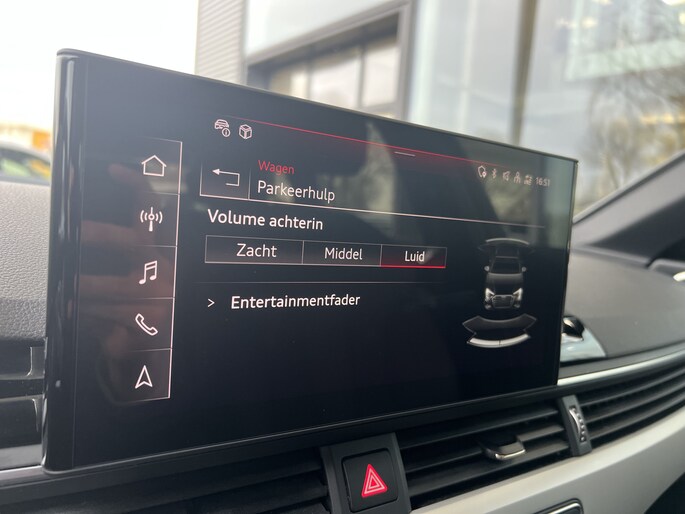 Wagen
16:57
Parkeerhulp
Volume achterin
Zacht
Middel
Luid
> Entertainmentfader